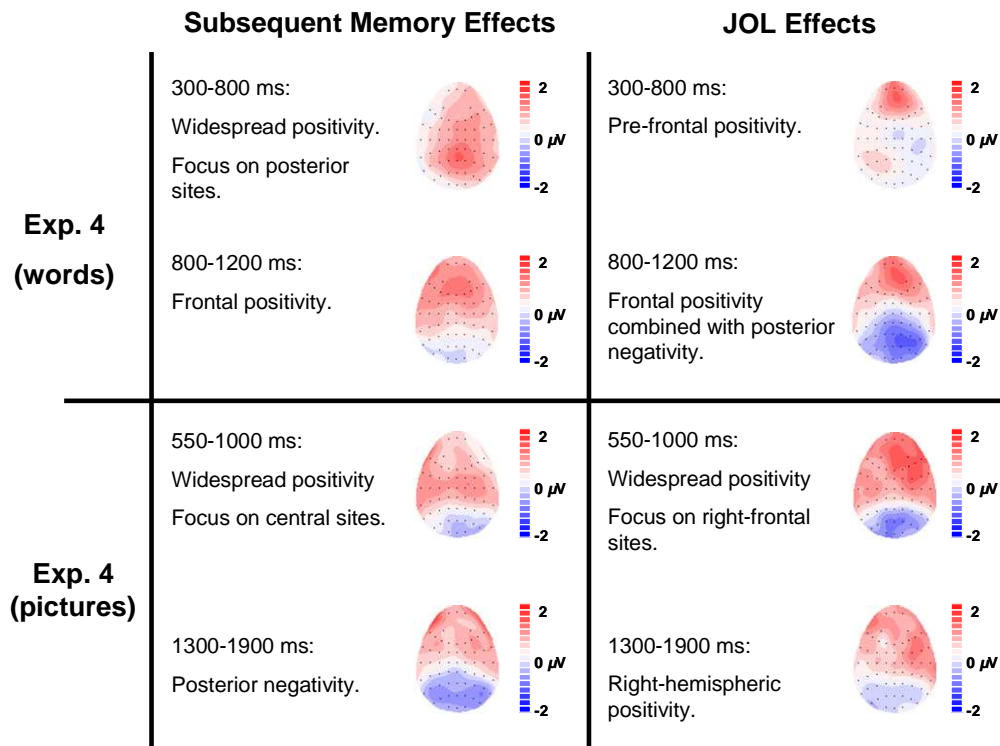 Subsequent Memory Effects
JOL Effects
Exp. 4
(words)
300-800 ms:
Widespread positivity.
Focus on posterior
sites.
2
0 µV
-2
300-800 ms:
Pre-frontal positivity.
2
0 µV
-2
800-1200 ms:
Frontal positivity.
2
0 µV
-2
800-1200 ms:
Frontal positivity
combined with posterior
negativity.
2
0 µV
-2
Exp. 4
(pictures)
550-1000 ms:
Widespread positivity
Focus on central sites.
2
0 µV
-2
550-1000 ms:
Widespread positivity
Focus on right-frontal
sites.
2
0 µV
-2
1300-1900 ms:
Posterior negativity.
2
0 µV
-2
1300-1900 ms:
Right-hemispheric
positivity.
2
0 µV
-2